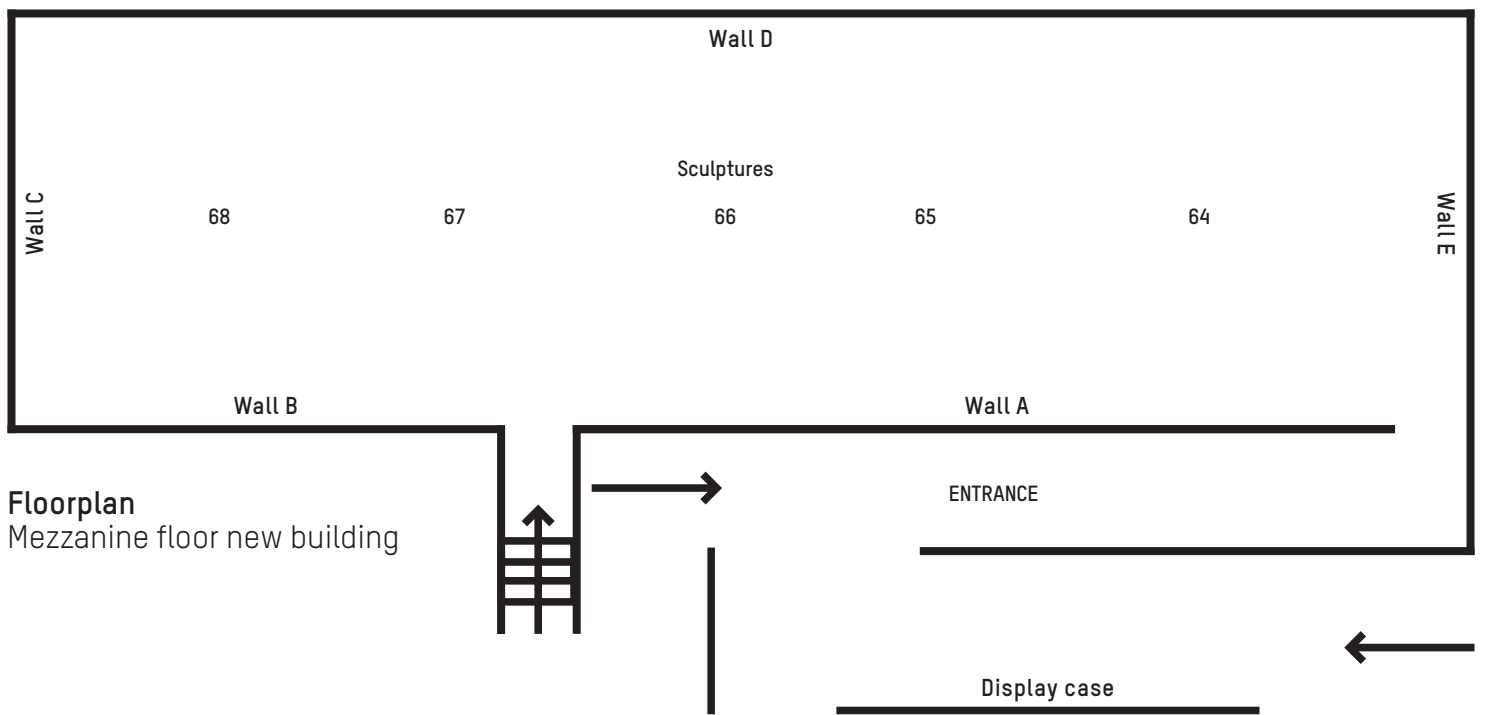 Wall D
Sculptures
Wall C
68 67 66 65 64
Wall E
Wall B
Wall A
Floorplan
Mezzanine floor new building
ENTRANCE
Display case